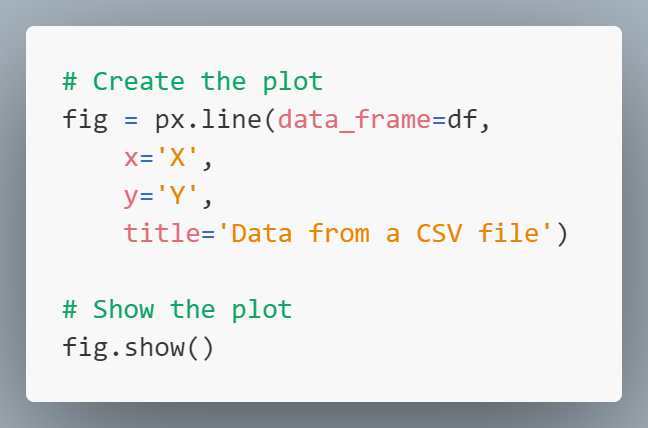 # Create the plot
fig = px.line(data_frame=df,
    x='X',
    y='Y',
    title='Data from a CSV file')

# Show the plot
fig.show()